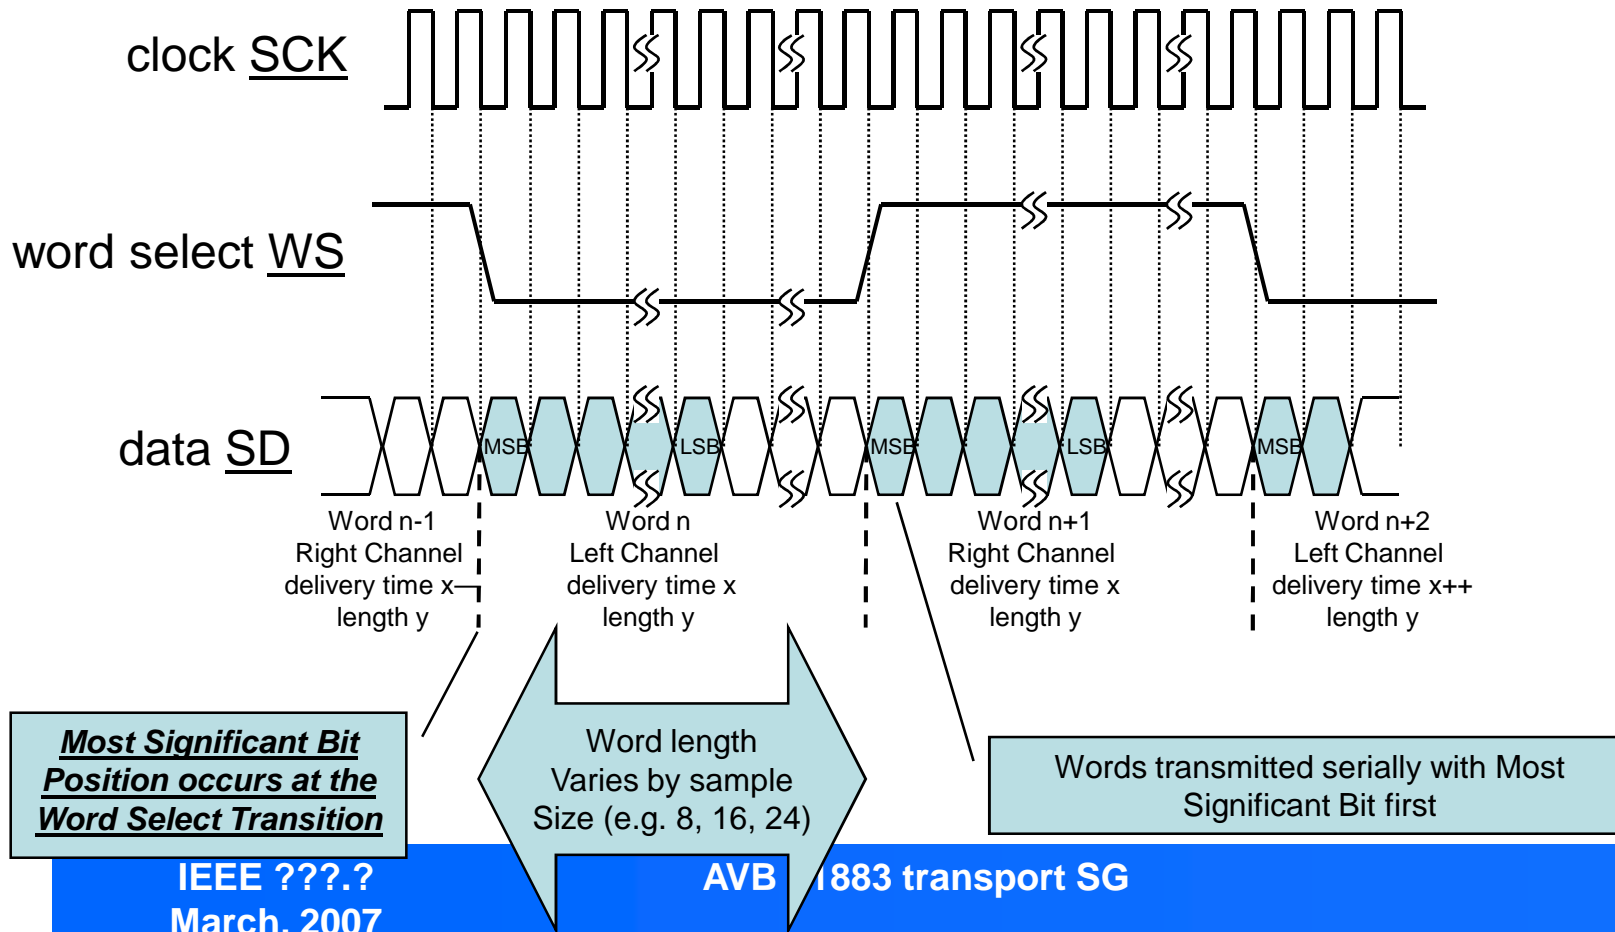 clock SCK
word select WS
data SD
MSB
LSB
MSB
LSB
MSB
Word n-1
Right Channel
delivery time x—
length y
Word n
Left Channel
delivery time x
length y
Word n+1
Right Channel
delivery time x
length y
Word n+2
Left Channel
delivery time x++
length y
Most Significant Bit
Position occurs at the
Word Select Transition
Word length
Varies by sample
Size (e.g. 8, 16, 24)
Words transmitted serially with Most
Significant Bit first
IEEE ???.?
March, 2007
AVB 1883 transport SG